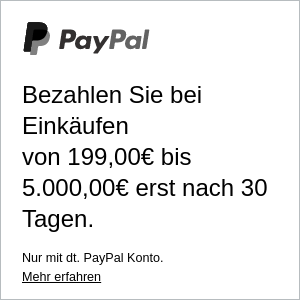 PayPal
Bezahlen Sie bei
Einkäufen
von 199,00€ bis
5.000,00€ erst nach 30
Tagen.
Nur mit dt. PayPal Konto.
Mehr erfahren